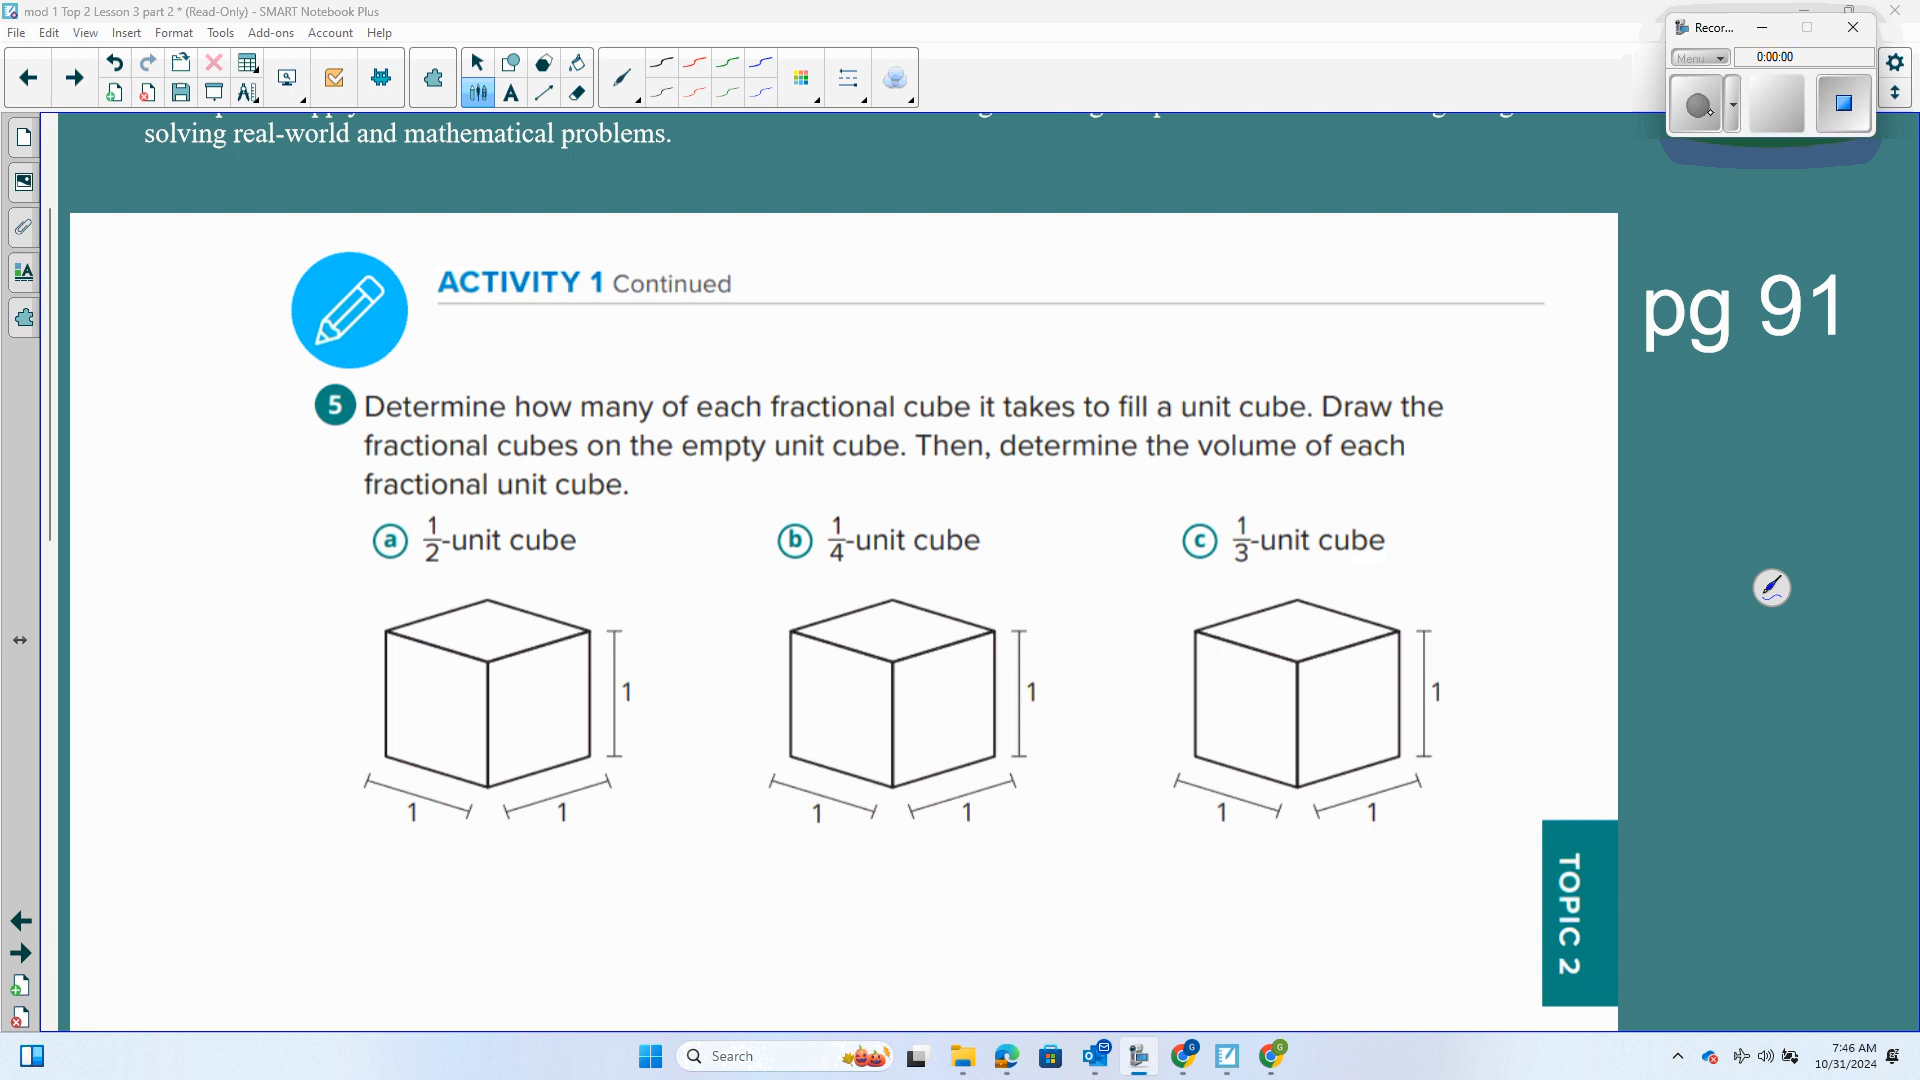 mod 1 Top 2 Lesson 3 part 2 * (Read-Only) - SMART Notebook Plus
File Edit View Insert Format Tools Add-ons Account Help
Recor...
Menu
0:00:00
solving real-world and mathematical problems.
ACTIVITY 1 Continued
pg 91
5 Determine how many of each fractional cube it takes to fill a unit cube. Draw the
fractional cubes on the empty unit cube. Then, determine the volume of each
fractional unit cube.
a 1/2-unit cube
b 1/4-unit cube
c 1/3-unit cube
1
1
1
1 1
1 1
1 1
TOPIC 2
Search
7:46 AM
10/31/2024